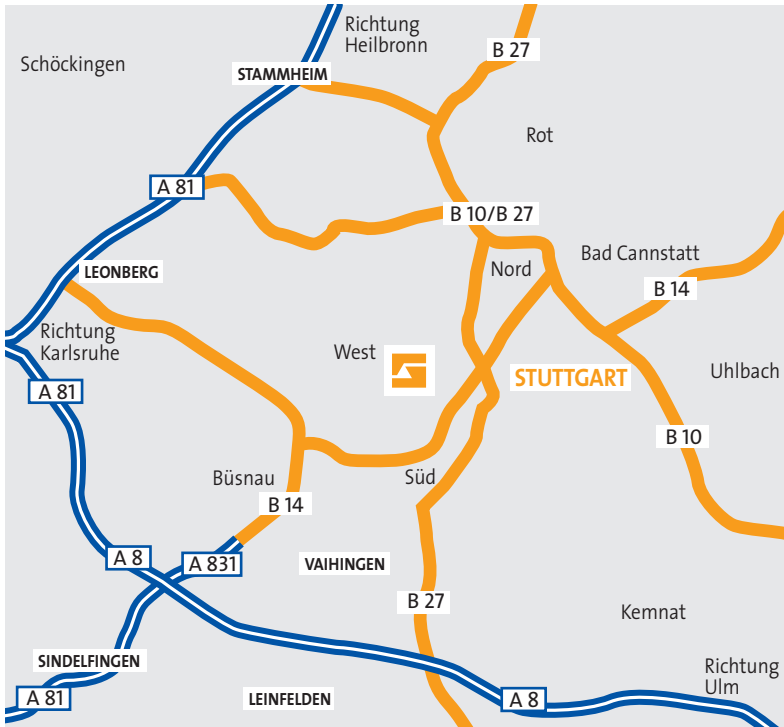 Richtung
Heilbronn
B 27
Schöckingen
STAMMHEIM
Rot
A 81
B 10/B 27
Bad Cannstatt
Nord
LEONBERG
B 14
Richtung
Karlsruhe
West
STUTTGART
Uhlbach
A 81
B 10
Büsnau
Süd
B 14
A 8
A 831
VAIHINGEN
B 27
Kemnat
SINDELFINGEN
Richtung
Ulm
A 81
LEINFELDEN
A 8